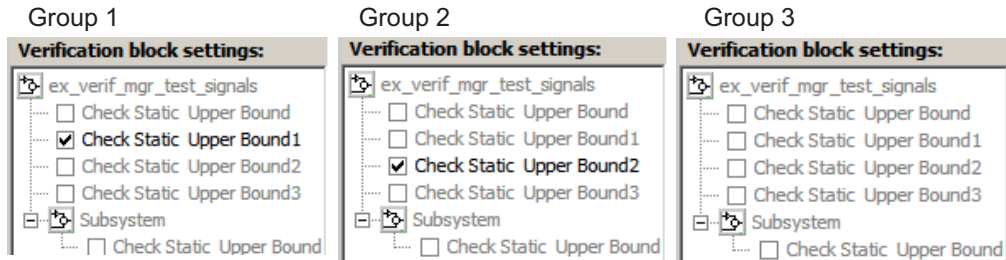 Group 1
Verification block settings:
ex_verif_mgr_test_signals
Check Static Upper Bound
Check Static Upper Bound1
Check Static Upper Bound2
Check Static Upper Bound3
Subsystem
Check Static Upper Bound
Group 2
Verification block settings:
ex_verif_mgr_test_signals
Check Static Upper Bound
Check Static Upper Bound1
Check Static Upper Bound2
Check Static Upper Bound3
Subsystem
Check Static Upper Bound
Group 3
Verification block settings:
ex_verif_mgr_test_signals
Check Static Upper Bound
Check Static Upper Bound1
Check Static Upper Bound2
Check Static Upper Bound3
Subsystem
Check Static Upper Bound